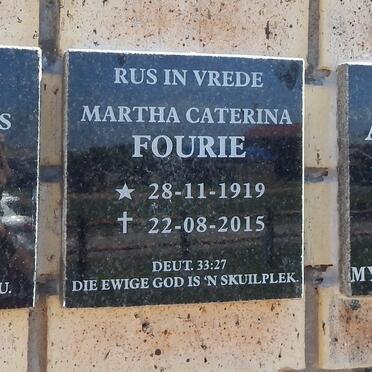 RUS IN VREDE
MARTHA CATERINA
FOURIE
★ 28-11-1919
✝ 22-08-2015
DEUT. 33:27
DIE EWIGE GOD IS 'N SKUILPLEK.
S
U.
A
MY